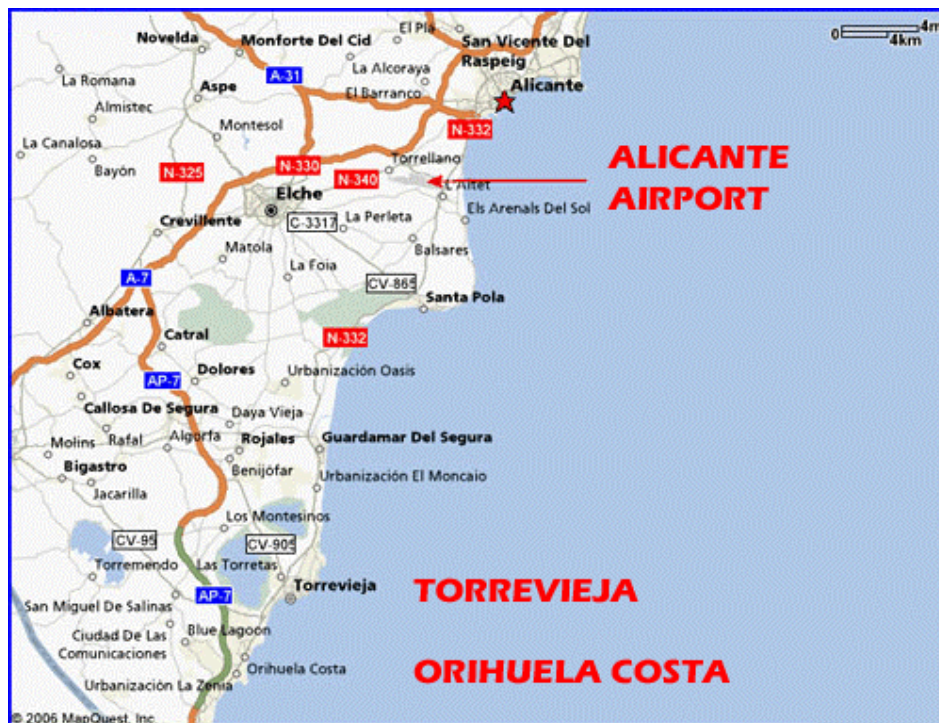 El Pla
0 4m
4km
Novelda
Monforte Del Cid
San Vicente Del
Raspeig
La Romana
A-31
La Alcoraya
Aspe
El Barranco
Alicante
Almistec
Montesol
N-332
La Canalosa
Bayón
N-325
N-330
N-340
Torrellano
ALICANTE
AIRPORT
Elche
L'Altet
C-3317
La Perleta
Els Arenals Del Sol
Crevillente
Matola
Balsares
La Foia
A-7
CV-865
Santa Pola
Albatera
Catral
N-332
Cox
AP-7
Dolores
Urbanización Oasis
Callosa De Segura
Daya Vieja
Molins
Rafal
Algorfa
Rojales
Guardamar Del Segura
Bigastro
Benijófar
Urbanización El Moncaio
Jacarilla
Los Montesinos
CV-95
CV-905
Torremendo
Las Torretas
Torrevieja
TORREVIEJA
AP-7
San Miguel De Salinas
Blue Lagoon
Ciudad De Las
Comunicaciones
Orihuela Costa
ORIHUELA COSTA
Urbanización La Zenia
© 2006 MapQuest, Inc.